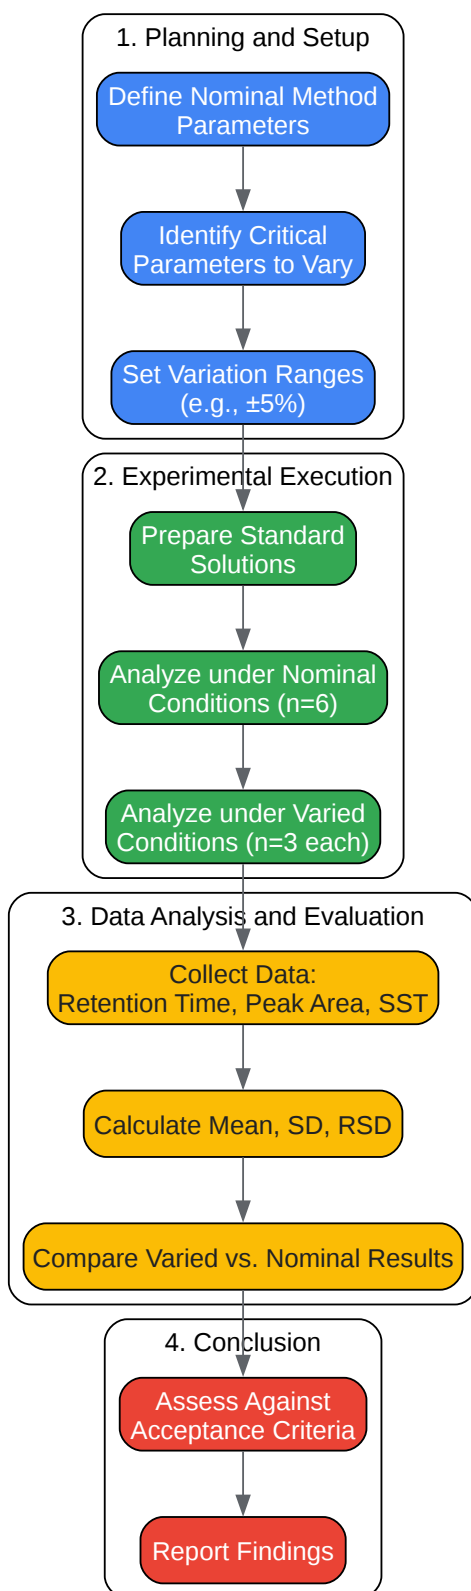 1. Planning and Setup
Define Nominal Method
Parameters
Identify Critical
Parameters to Vary
Set Variation Ranges
(e.g., ±5%)
2. Experimental Execution
Prepare Standard
Solutions
Analyze under Nominal
Conditions (n=6)
Analyze under Varied
Conditions (n=3 each)
3. Data Analysis and Evaluation
Collect Data:
Retention Time, Peak Area, SST
Calculate Mean, SD, RSD
Compare Varied vs. Nominal Results
4. Conclusion
Assess Against
Acceptance Criteria
Report Findings